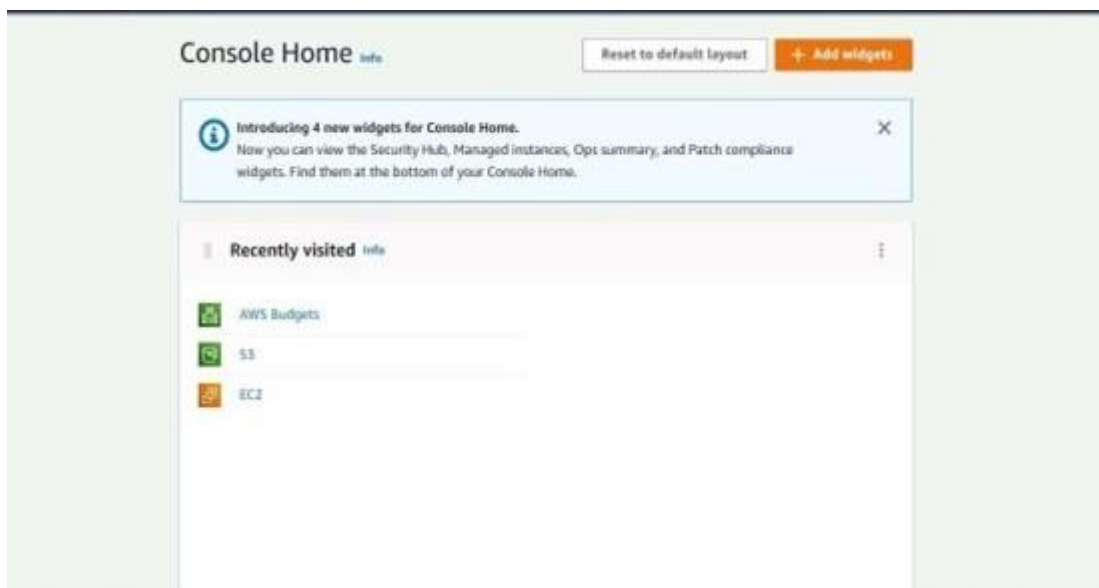 Console Home Info
Reset to default layout
+ Add widgets
Introducing 4 new widgets for Console Home.
Now you can view the Security Hub, Managed instances, Ops summary, and Patch compliance
widgets. Find them at the bottom of your Console Home.
Recently visited Info
AWS Budgets
S3
EC2